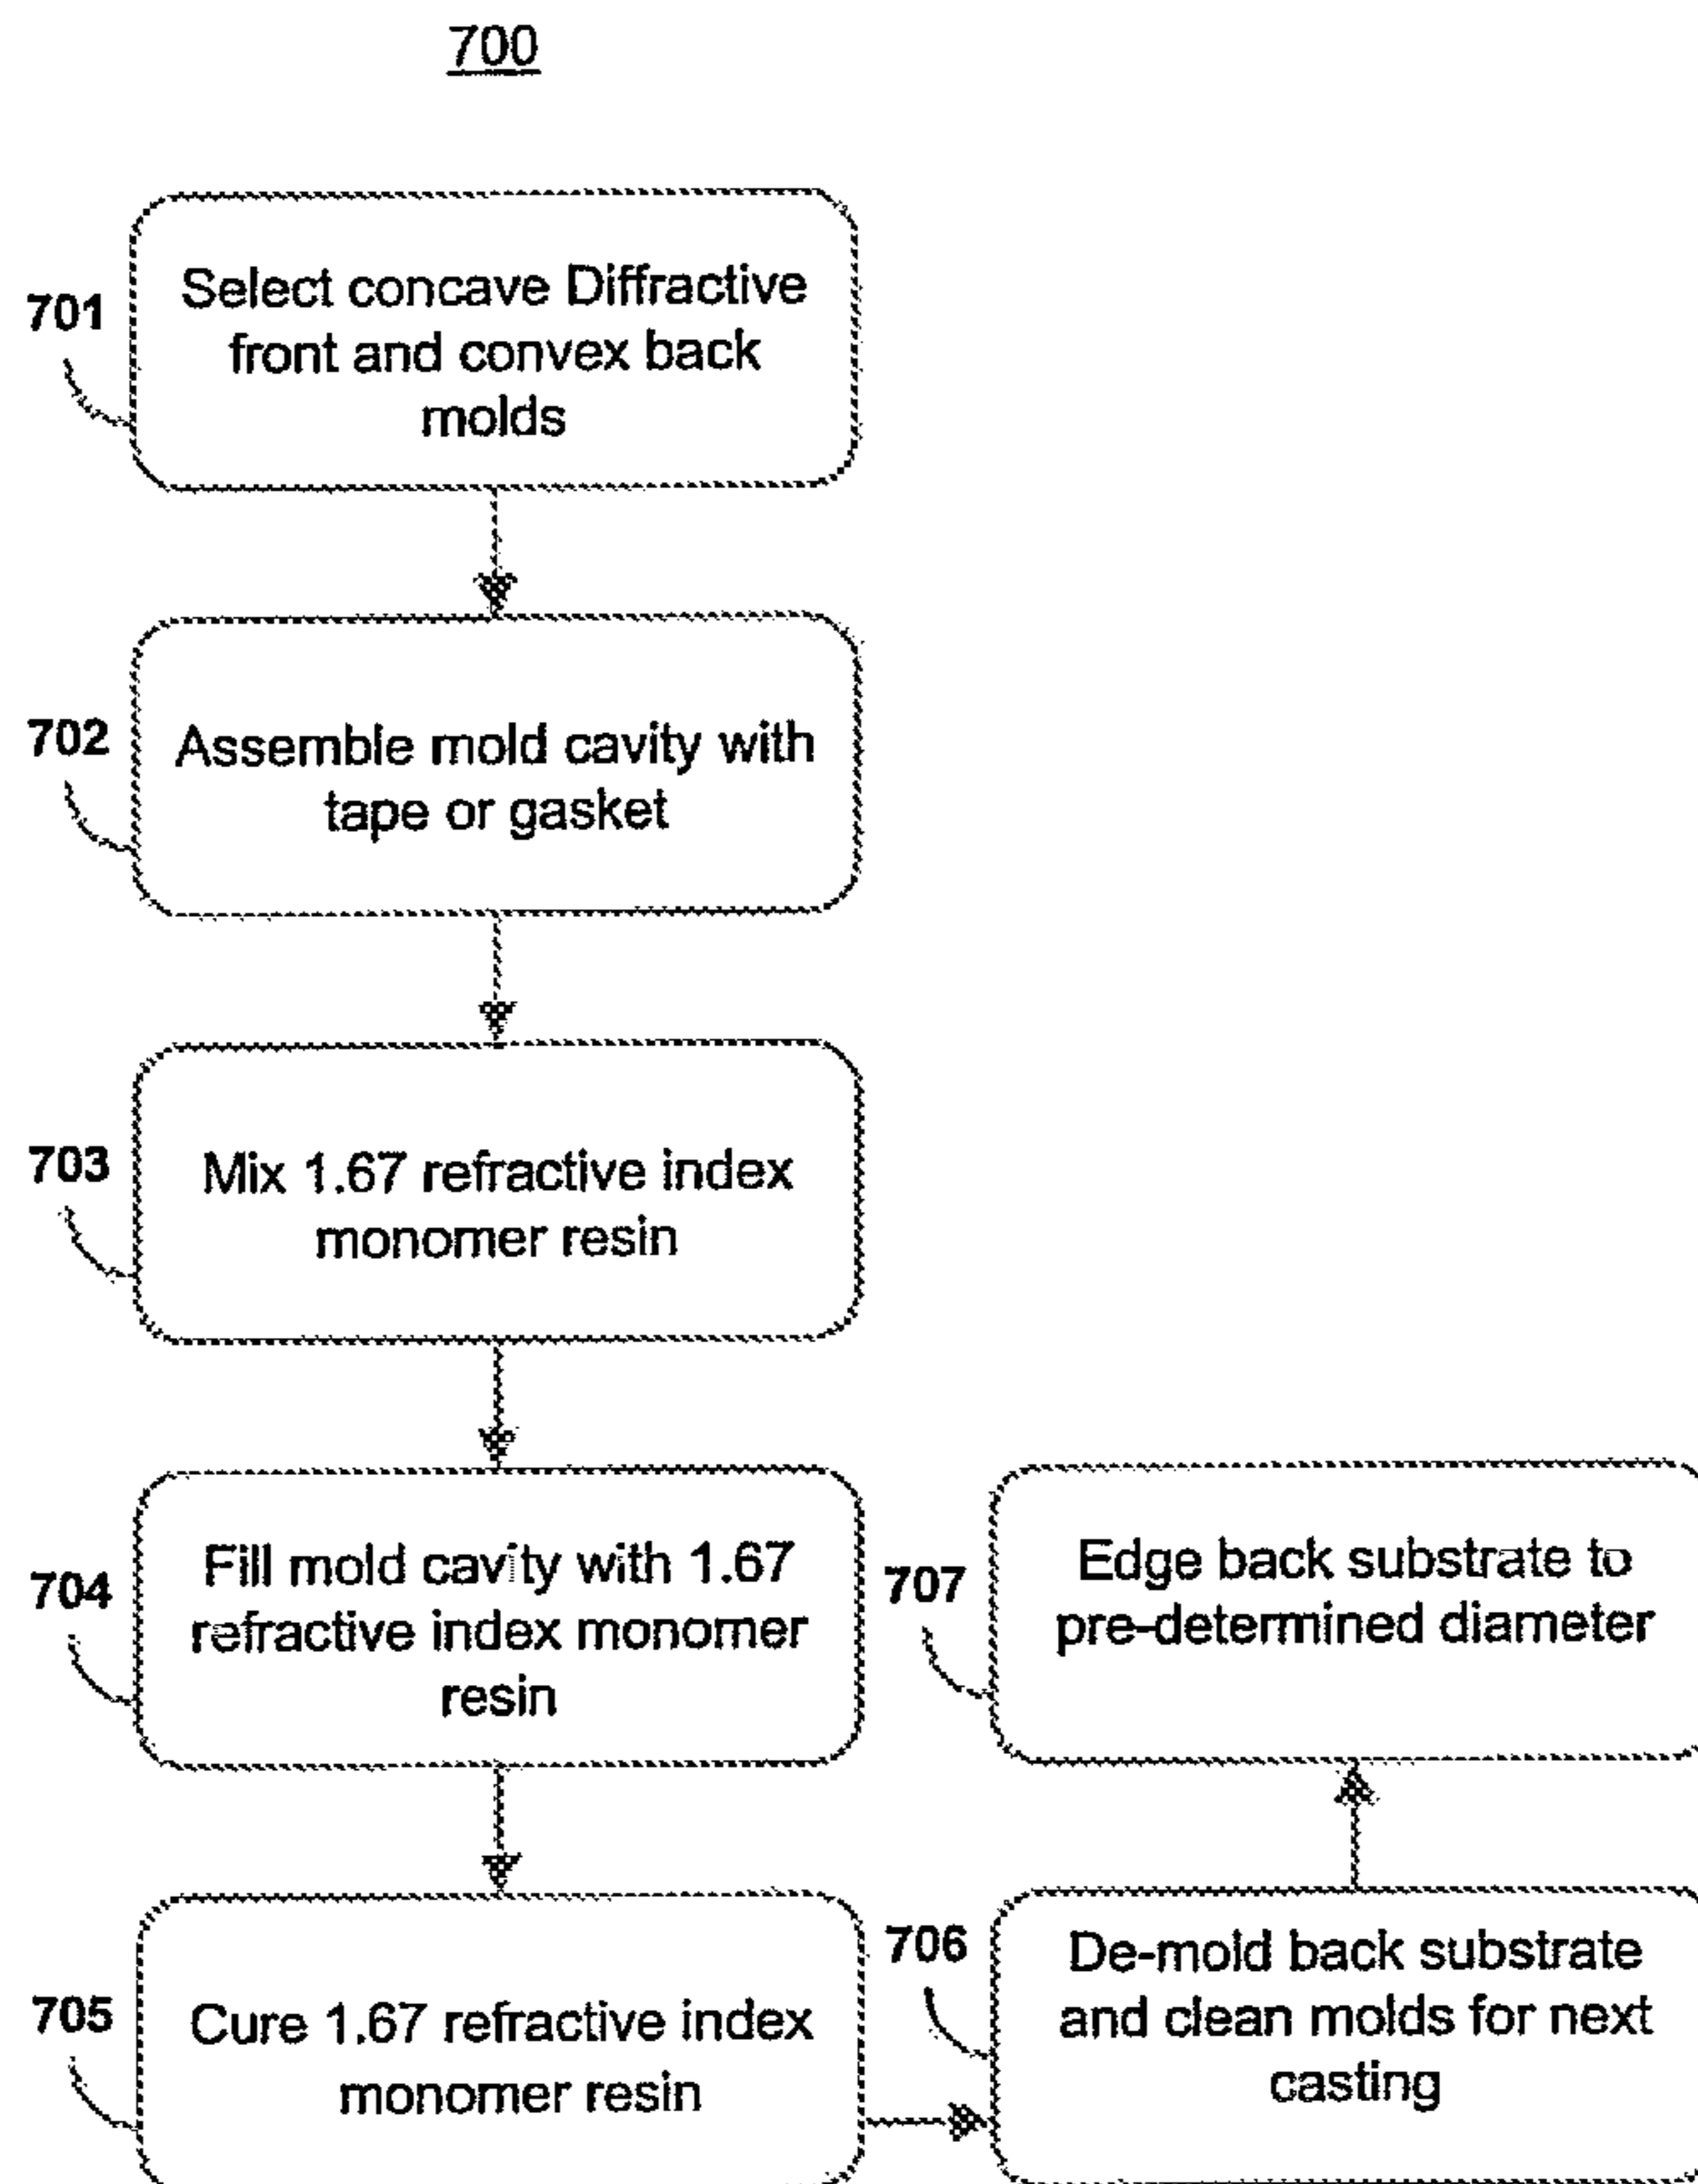 700
701
Select concave Diffractive
front and convex back
molds
702
Assemble mold cavity with
tape or gasket
703
Mix 1.67 refractive index
monomer resin
704
Fill mold cavity with 1.67
refractive index monomer
resin
705
Cure 1.67 refractive index
monomer resin
706
De-mold back substrate
and clean molds for next
casting
707
Edge back substrate to
pre-determined diameter